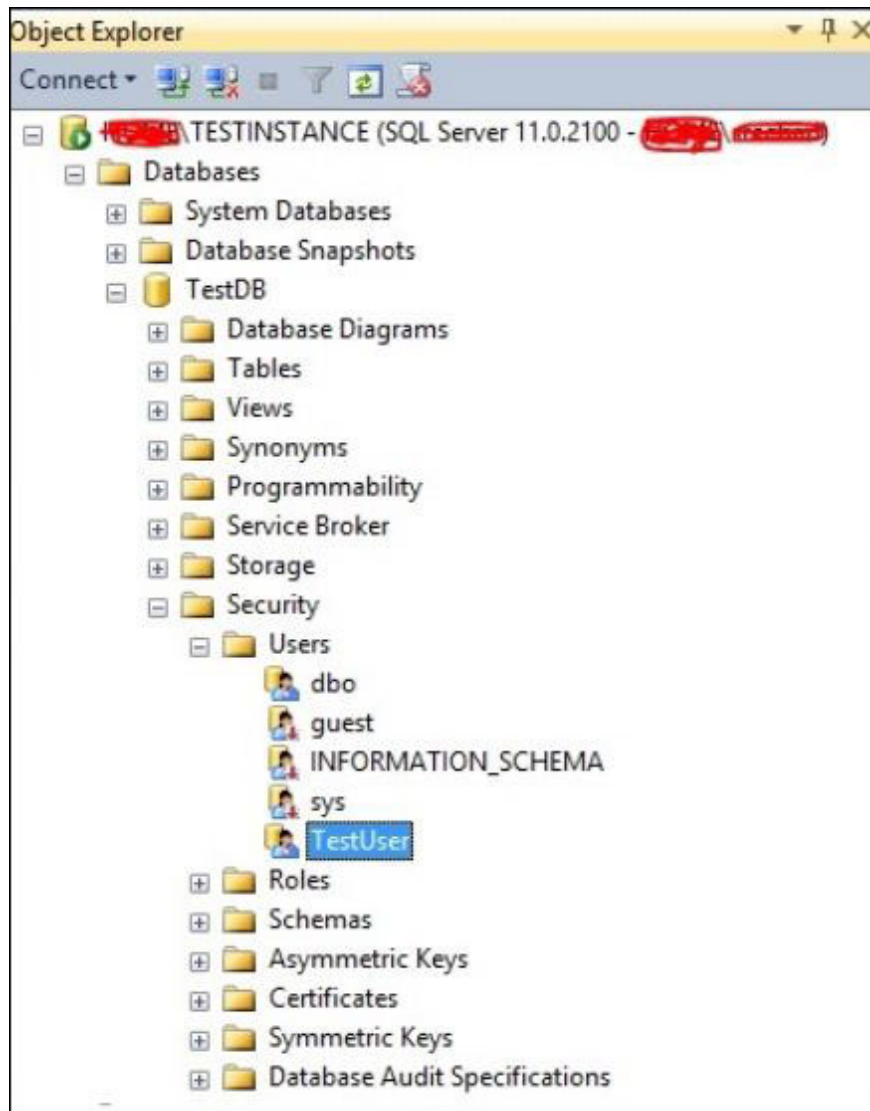 Object Explorer
Connect
\TESTINSTANCE (SQL Server 11.0.2100 - \ )
Databases
System Databases
Database Snapshots
TestDB
Database Diagrams
Tables
Views
Synonyms
Programmability
Service Broker
Storage
Security
Users
dbo
guest
INFORMATION_SCHEMA
sys
TestUser
Roles
Schemas
Asymmetric Keys
Certificates
Symmetric Keys
Database Audit Specifications